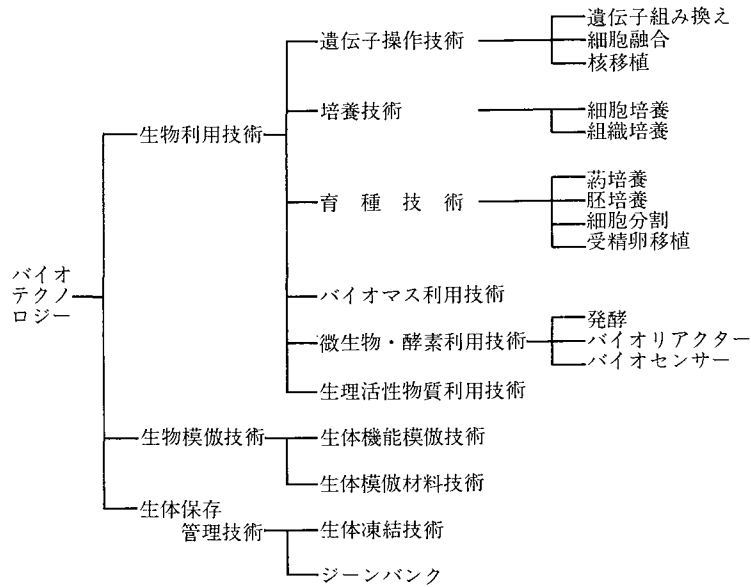 バイオ
テクノ
ロジー
生物利用技術
遺伝子操作技術
遺伝子組み換え
細胞融合
核移植
培養技術
細胞培養
組織培養
育種技術
葯培養
胚培養
細胞分割
受精卵移植
バイオマス利用技術
微生物・酵素利用技術
発酵
バイオリアクター
バイオセンサー
生理活性物質利用技術
生物模倣技術
生体機能模倣技術
生体模倣材料技術
生体保存
管理技術
生体凍結技術
ジーンバンク